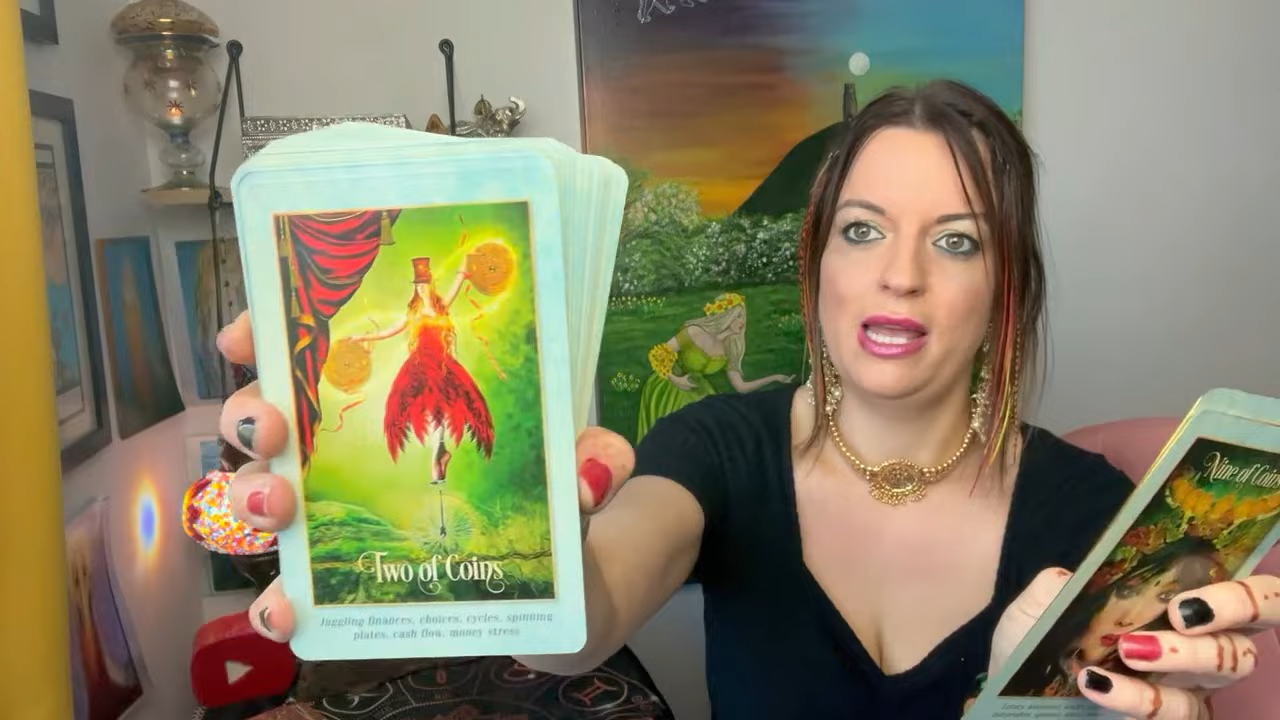 Two of Coins
Juggling finances, choices, cycles, spinning
plates, cash flow, money stress
Nine of Coins